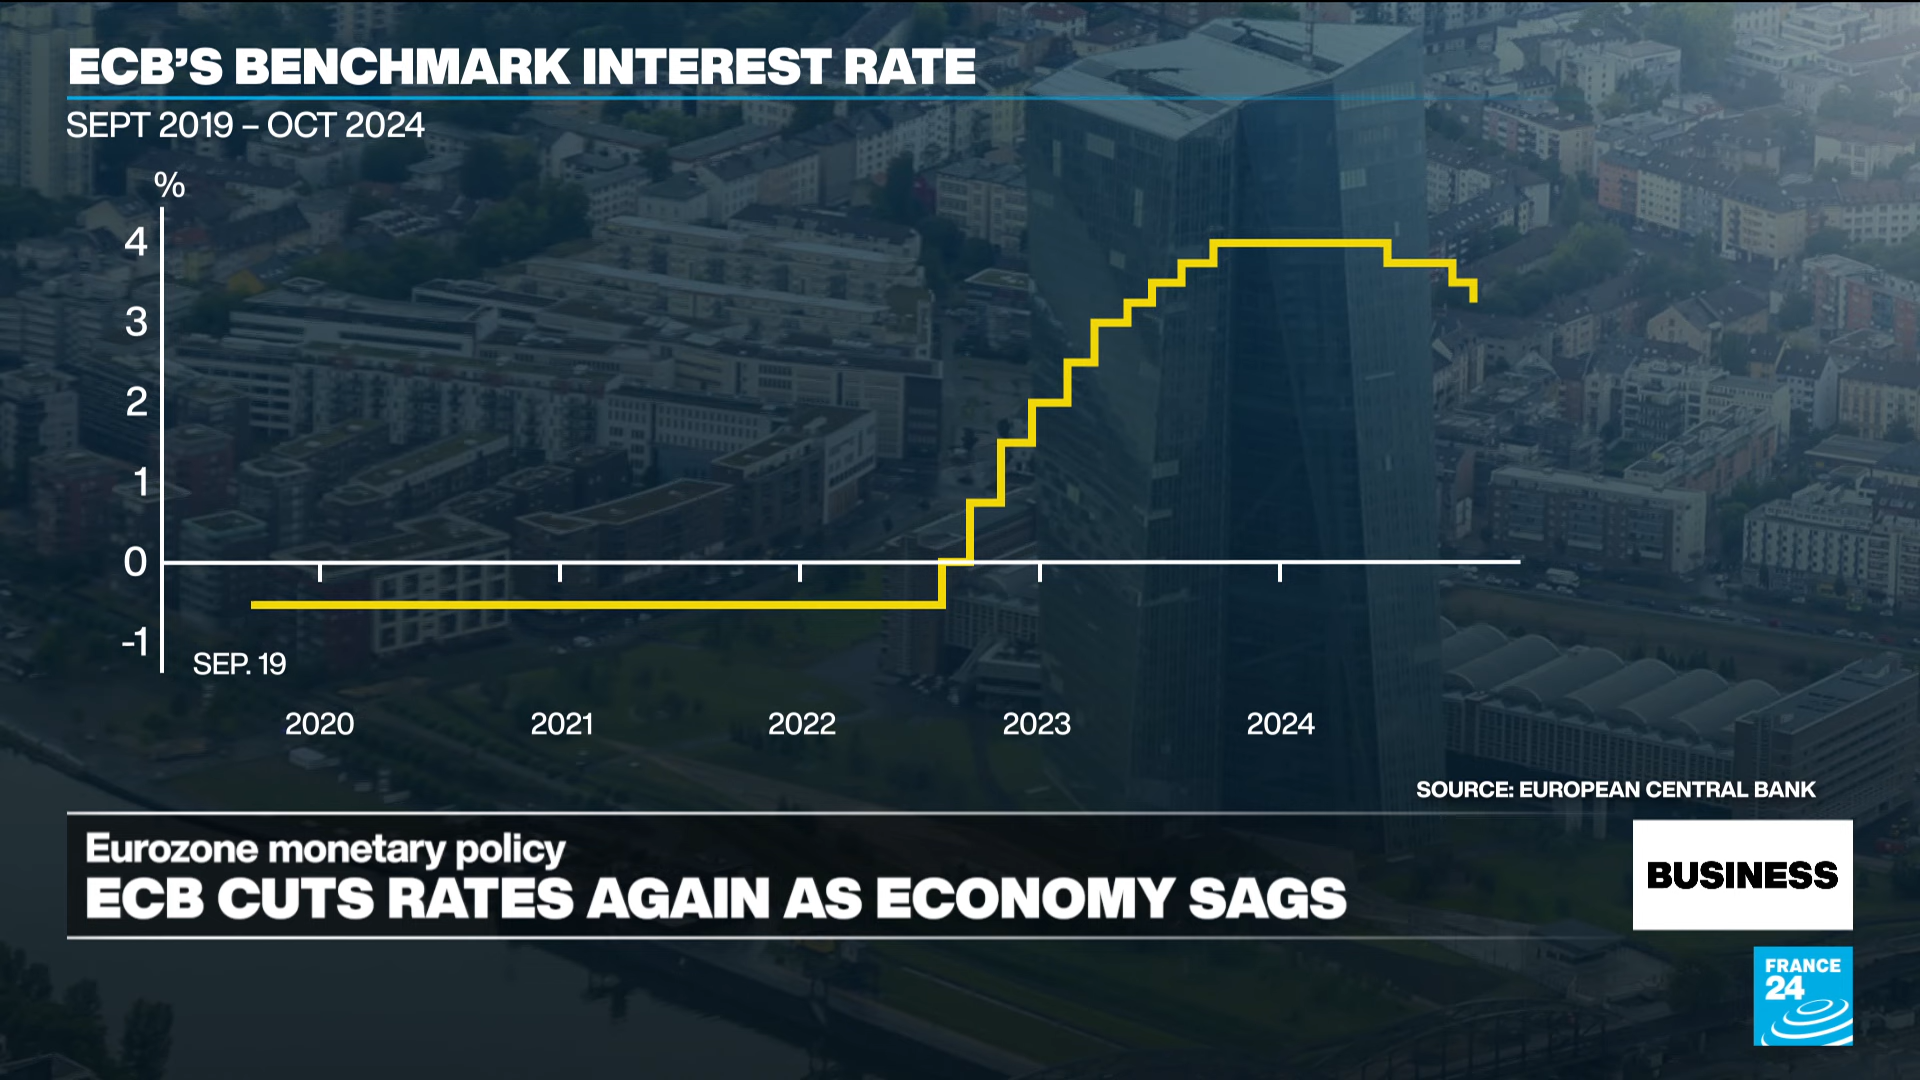 ECB'S BENCHMARK INTEREST RATE
SEPT 2019 – OCT 2024
%
4
3
2
1
0
-1
SEP. 19
2020 2021 2022 2023 2024
SOURCE: EUROPEAN CENTRAL BANK
Eurozone monetary policy
ECB CUTS RATES AGAIN AS ECONOMY SAGS
BUSINESS
FRANCE
24